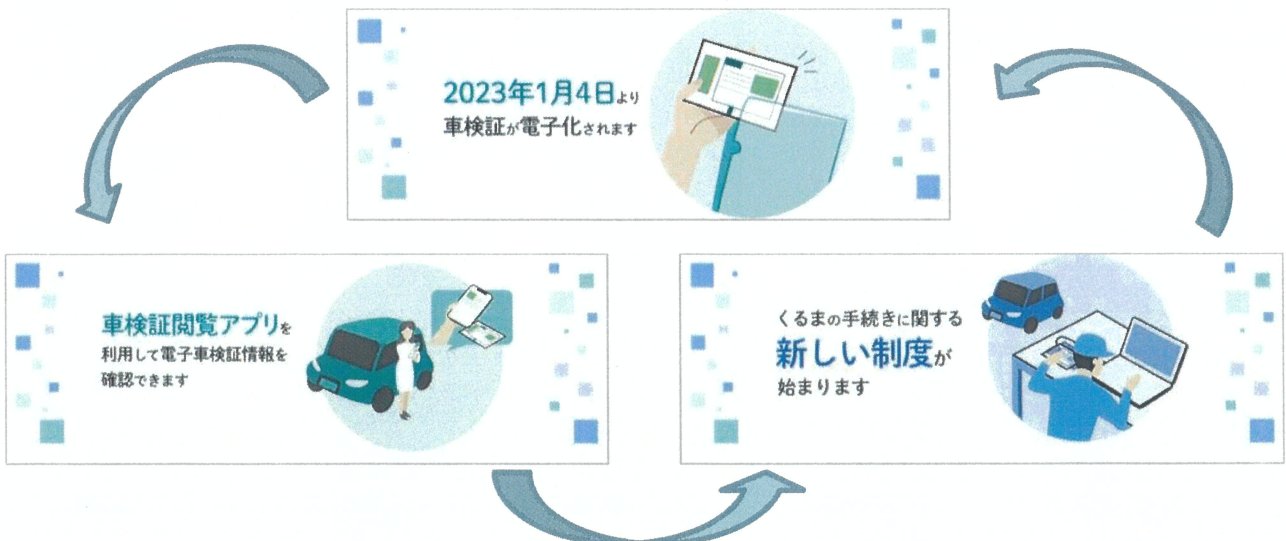 2023年1月4日より
車検証が電子化されます
車検証閲覧アプリを
利用して電子車検証情報を
確認できます
くるまの手続きに関する
新しい制度が
始まります